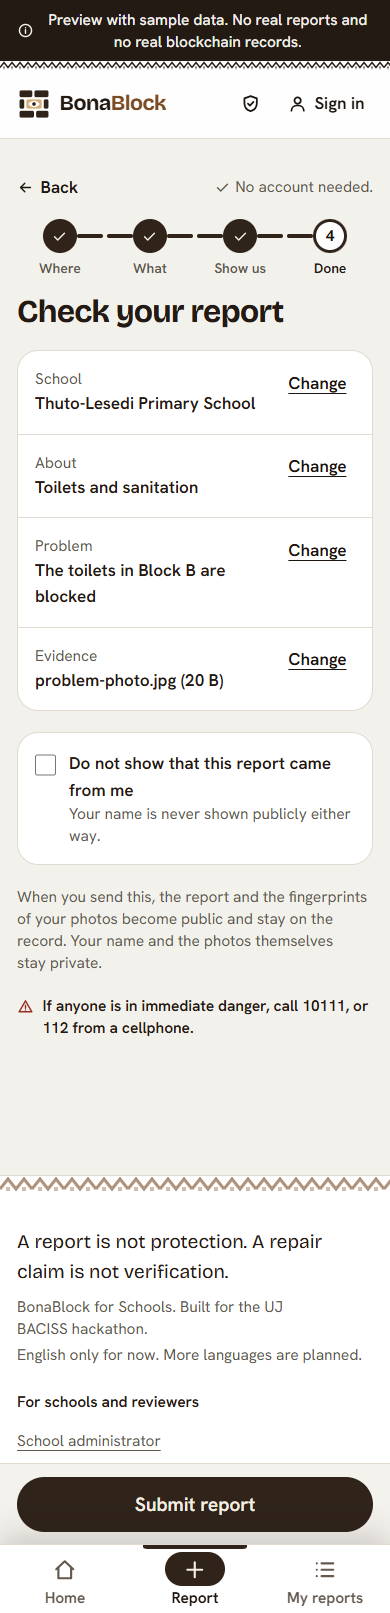 Preview with sample data. No real reports and
no real blockchain records.
BonaBlock
Sign in
Back
No account needed.
4
Where
What
Show us
Done
Check your report
School
Thuto-Lesedi Primary School
Change
About
Toilets and sanitation
Change
Problem
The toilets in Block B are
blocked
Change
Evidence
problem-photo.jpg (20 B)
Change
Do not show that this report came
from me
Your name is never shown publicly either
way.
When you send this, the report and the fingerprints
of your photos become public and stay on the
record. Your name and the photos themselves
stay private.
If anyone is in immediate danger, call 10111, or
112 from a cellphone.
A report is not protection. A repair
claim is not verification.
BonaBlock for Schools. Built for the UJ
BACISS hackathon.
English only for now. More languages are planned.
For schools and reviewers
School administrator
Submit report
Home
Report
My reports